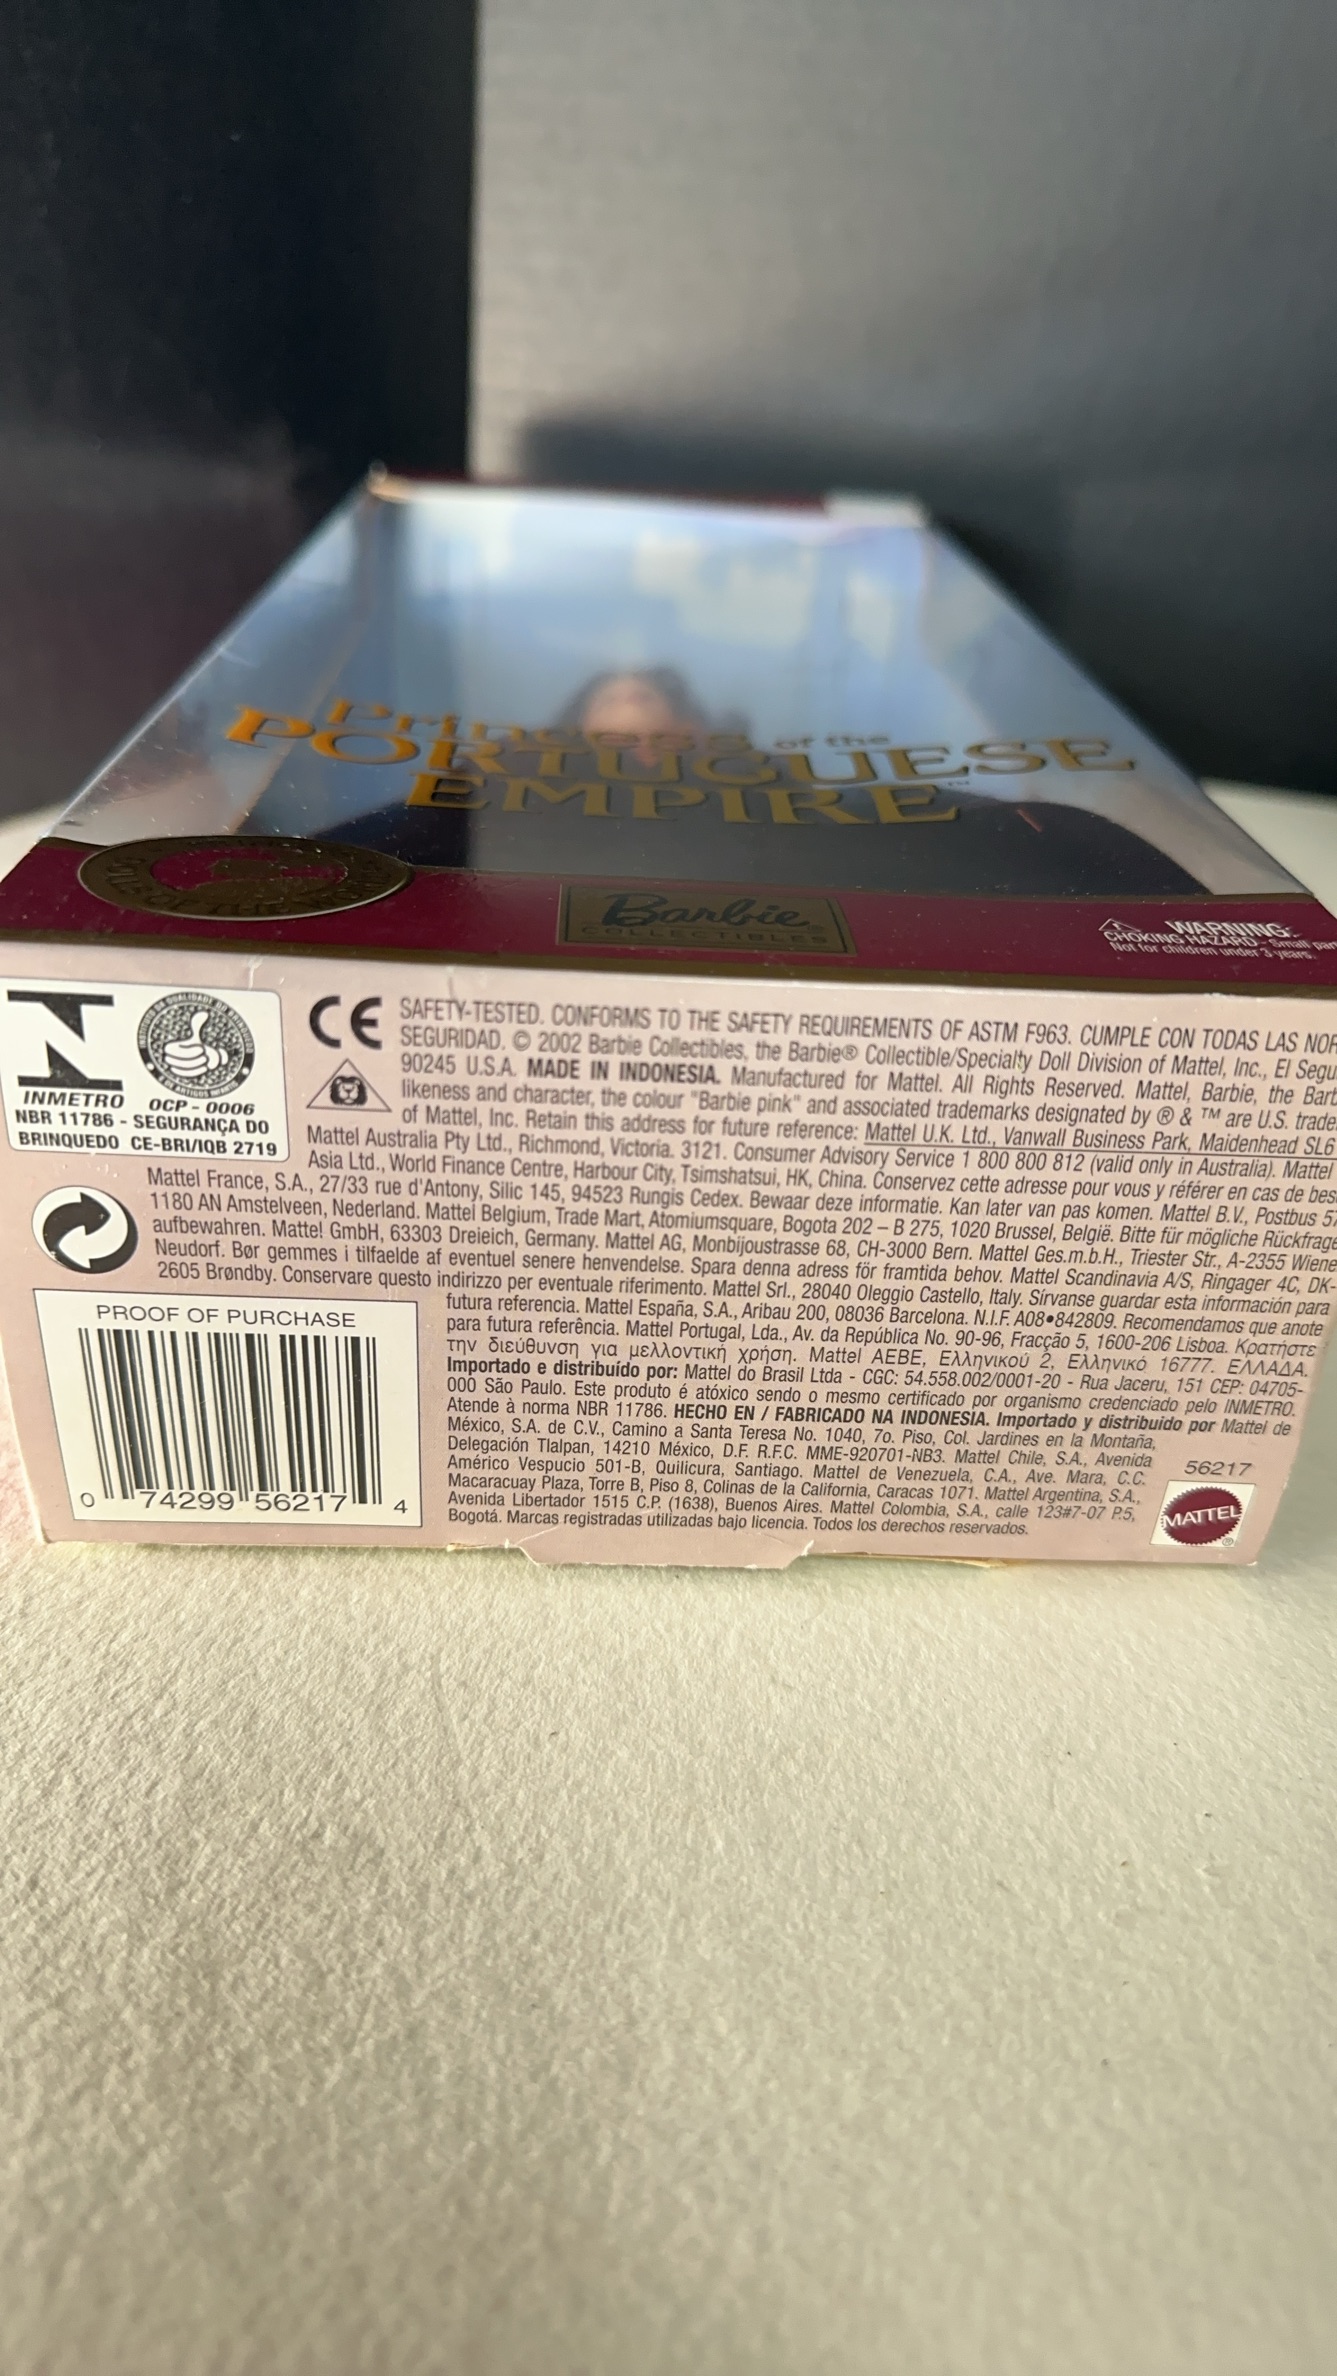 Princess of the
PORTUGUESE
EMPIRE™
DOLLS OF THE WORLD
Barbie®
COLLECTIBLES
WARNING:
CHOKING HAZARD - Small par
Not for children under 3 years.
INMETRO OCP - 0006
NBR 11786 - SEGURANÇA DO
BRINQUEDO CE-BRI/IQB 2719
CE
SAFETY-TESTED. CONFORMS TO THE SAFETY REQUIREMENTS OF ASTM F963. CUMPLE CON TODAS LAS NOR
SEGURIDAD. © 2002 Barbie Collectibles, the Barbie® Collectible/Specialty Doll Division of Mattel, Inc., El Segu
90245 U.S.A. MADE IN INDONESIA. Manufactured for Mattel. All Rights Reserved. Mattel, Barbie, the Barb
likeness and character, the colour "Barbie pink" and associated trademarks designated by ® & ™ are U.S. trade
of Mattel, Inc. Retain this address for future reference: Mattel U.K. Ltd., Vanwall Business Park, Maidenhead SL6
Mattel Australia Pty Ltd., Richmond, Victoria. 3121. Consumer Advisory Service 1 800 800 812 (valid only in Australia). Mattel
Asia Ltd., World Finance Centre, Harbour City, Tsimshatsui, HK, China. Conservez cette adresse pour vous y référer en cas de bes
Mattel France, S.A., 27/33 rue d'Antony, Silic 145, 94523 Rungis Cedex. Bewaar deze informatie. Kan later van pas komen. Mattel B.V., Postbus 57
1180 AN Amstelveen, Nederland. Mattel Belgium, Trade Mart, Atomiumsquare, Bogota 202 – B 275, 1020 Brussel, België. Bitte für mögliche Rückfrage
aufbewahren. Mattel GmbH, 63303 Dreieich, Germany. Mattel AG, Monbijoustrasse 68, CH-3000 Bern. Mattel Ges.m.b.H., Triester Str., A-2355 Wiene
Neudorf. Bør gemmes i tilfaelde af eventuel senere henvendelse. Spara denna adress för framtida behov. Mattel Scandinavia A/S, Ringager 4C, DK-
2605 Brøndby. Conservare questo indirizzo per eventuale riferimento. Mattel Srl., 28040 Oleggio Castello, Italy. Sírvanse guardar esta información para
futura referencia. Mattel España, S.A., Aribau 200, 08036 Barcelona. N.I.F. A08•842809. Recomendamos que anote
para futura referência. Mattel Portugal, Lda., Av. da República No. 90-96, Fracção 5, 1600-206 Lisboa. Κρατήστε
την διεύθυνση για μελλοντική χρήση. Mattel AEBE, Ελληνικού 2, Ελληνικό 16777. ΕΛΛΑΔΑ.
Importado e distribuído por: Mattel do Brasil Ltda - CGC: 54.558.002/0001-20 - Rua Jaceru, 151 CEP: 04705-
000 São Paulo. Este produto é atóxico sendo o mesmo certificado por organismo credenciado pelo INMETRO.
Atende à norma NBR 11786. HECHO EN / FABRICADO NA INDONESIA. Importado y distribuido por Mattel de
México, S.A. de C.V., Camino a Santa Teresa No. 1040, 7o. Piso, Col. Jardines en la Montaña,
Delegación Tlalpan, 14210 México, D.F. R.F.C. MME-920701-NB3. Mattel Chile, S.A., Avenida
Américo Vespucio 501-B, Quilicura, Santiago. Mattel de Venezuela, C.A., Ave. Mara, C.C.
Macaracuay Plaza, Torre B, Piso 8, Colinas de la California, Caracas 1071. Mattel Argentina, S.A.,
Avenida Libertador 1515 C.P. (1638), Buenos Aires. Mattel Colombia, S.A., calle 123#7-07 P.5,
Bogotá. Marcas registradas utilizadas bajo licencia. Todos los derechos reservados.
PROOF OF PURCHASE
0 74299 56217 4
56217
MATTEL®